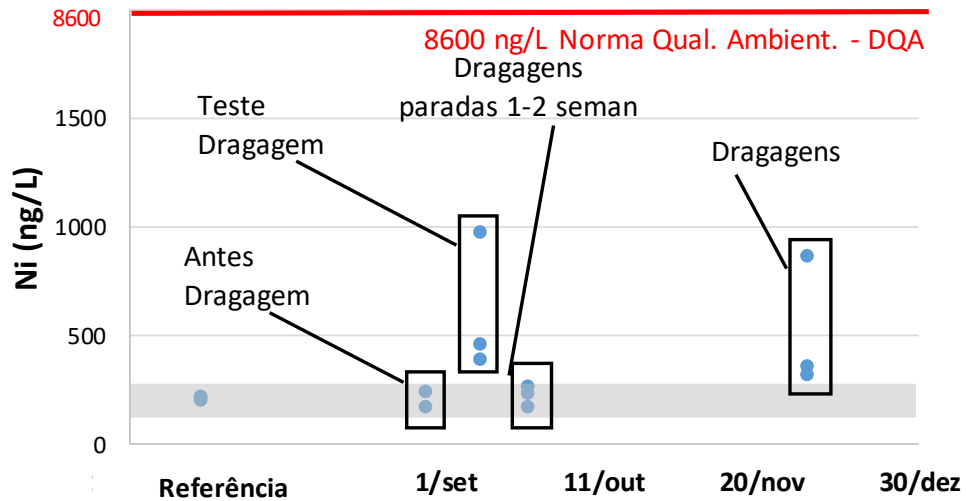 8600
8600 ng/L Norma Qual. Ambient. - DQA
Dragagens
paradas 1-2 seman
Teste
Dragagem
1500
Dragagens
Ni (ng/L)
1000
Antes
Dragagem
500
0
Referência
1/set
11/out
20/nov
30/dez